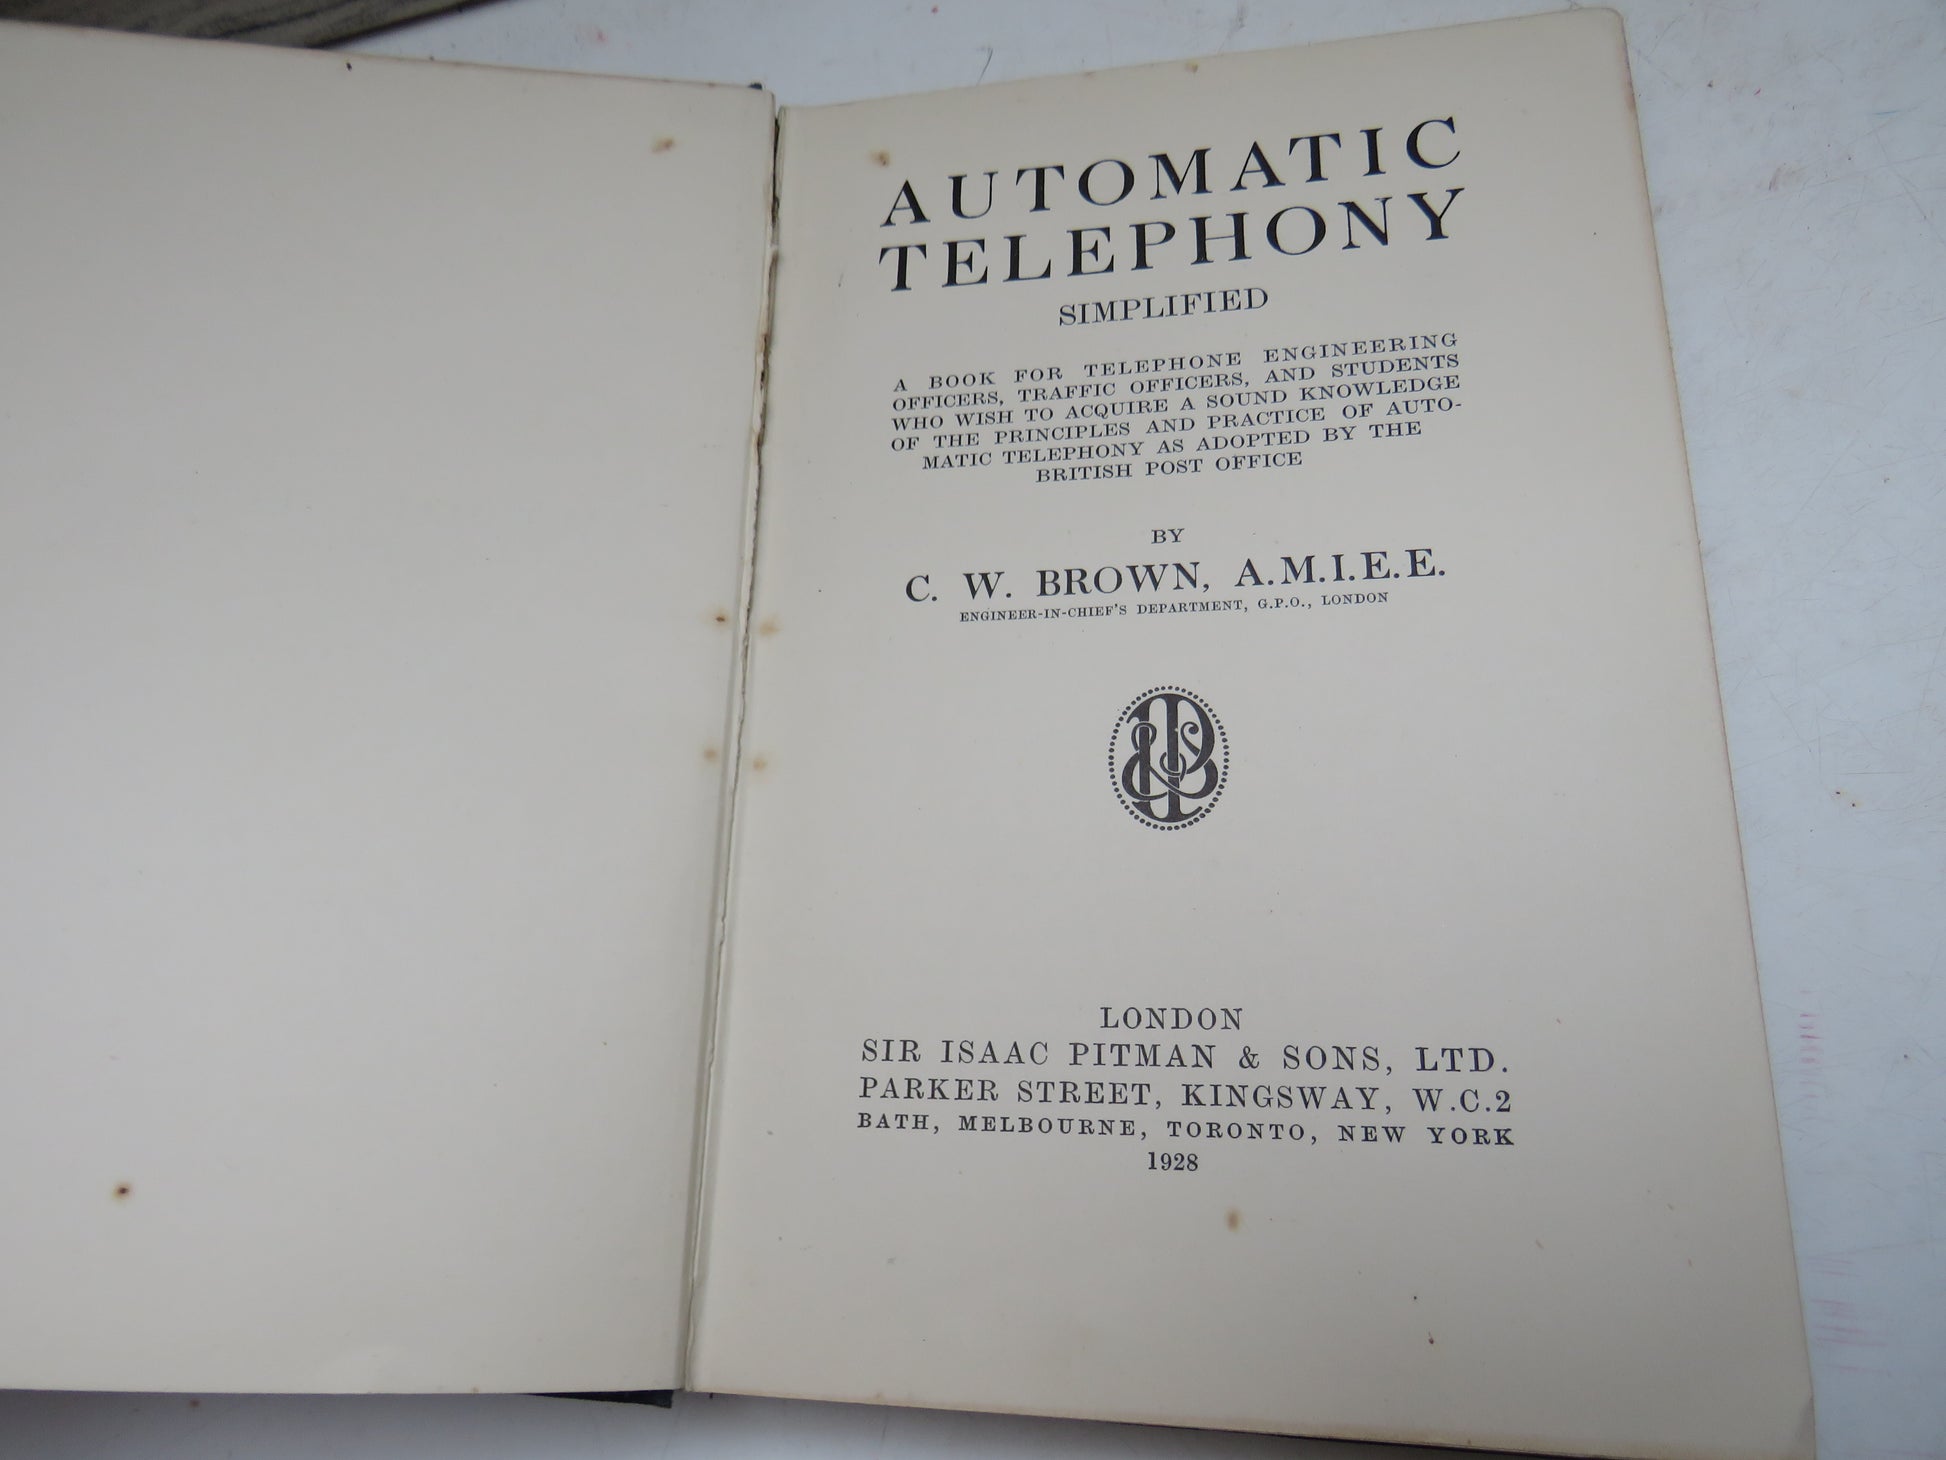 AUTOMATIC
TELEPHONY
SIMPLIFIED
A BOOK FOR TELEPHONE ENGINEERING
OFFICERS, TRAFFIC OFFICERS, AND STUDENTS
WHO WISH TO ACQUIRE A SOUND KNOWLEDGE
OF THE PRINCIPLES AND PRACTICE OF AUTO-
MATIC TELEPHONY AS ADOPTED BY THE
BRITISH POST OFFICE
BY
C. W. BROWN, A.M.I.E.E.
ENGINEER-IN-CHIEF'S DEPARTMENT, G.P.O., LONDON
LONDON
SIR ISAAC PITMAN & SONS, LTD.
PARKER STREET, KINGSWAY, W.C.2
BATH, MELBOURNE, TORONTO, NEW YORK
1928